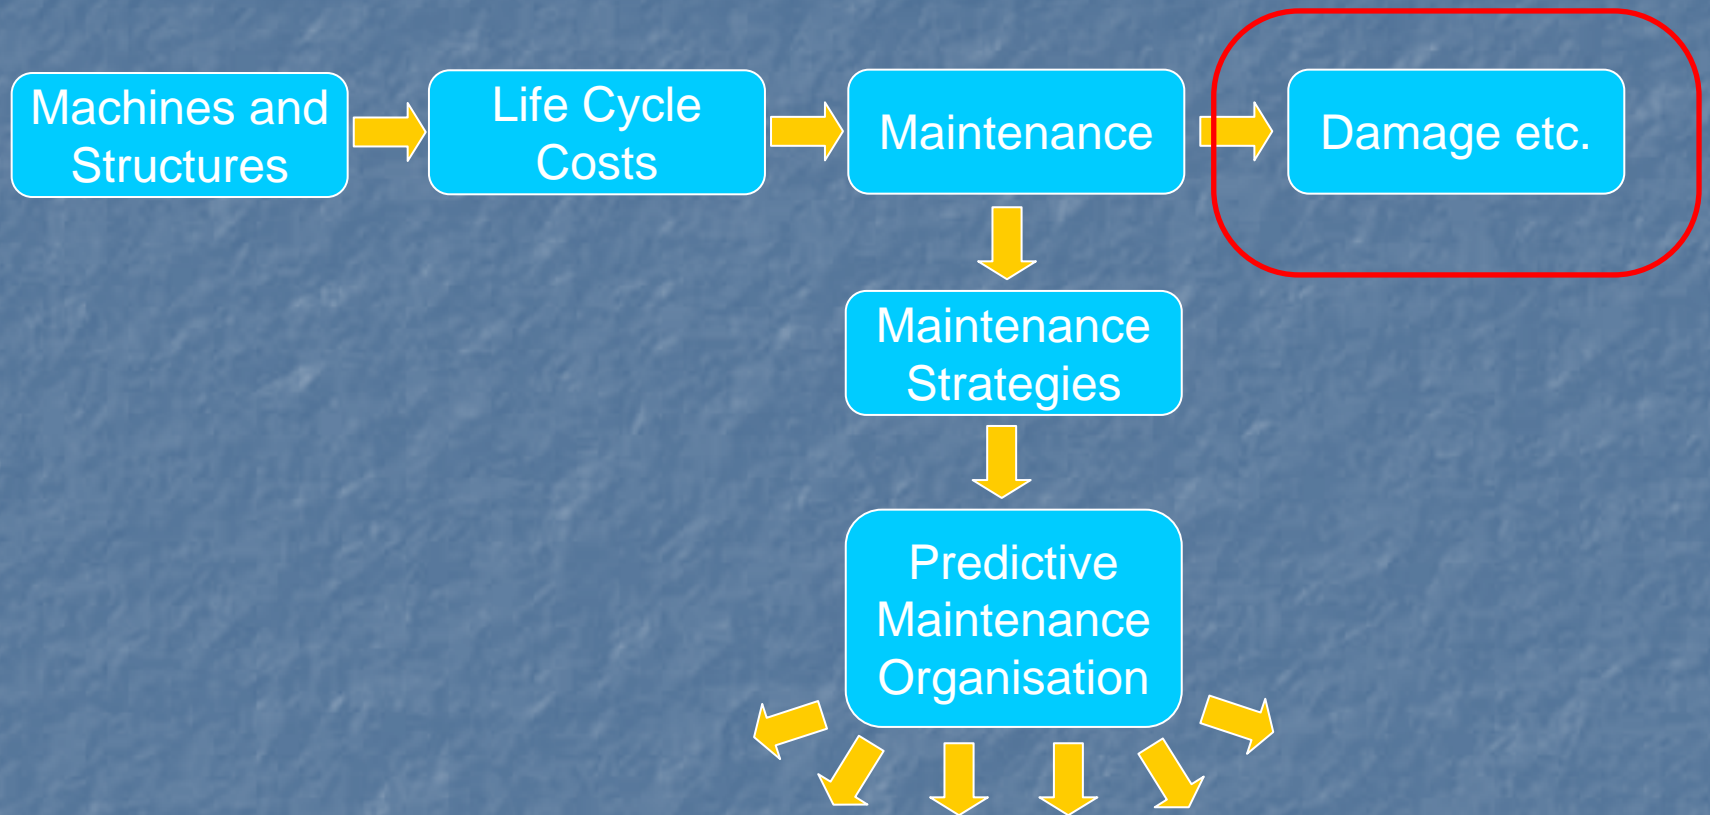 Machines and
Structures
Life Cycle
Costs
Maintenance
Damage etc.
Maintenance
Strategies
Predictive
Maintenance
Organisation